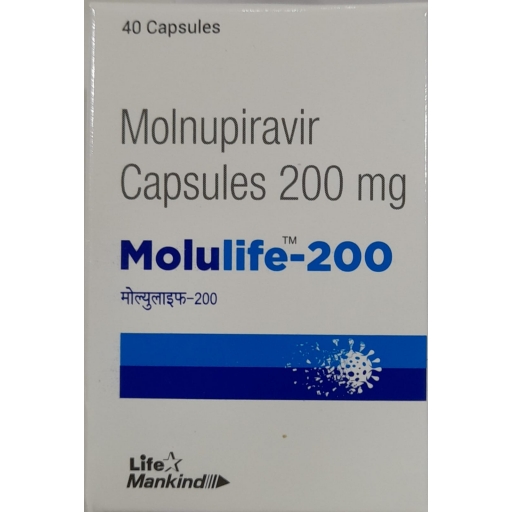 40 Capsules
Molnupiravir
Capsules 200 mg
Molulife™-200
मोल्युलाइफ-200
Life
Mankind